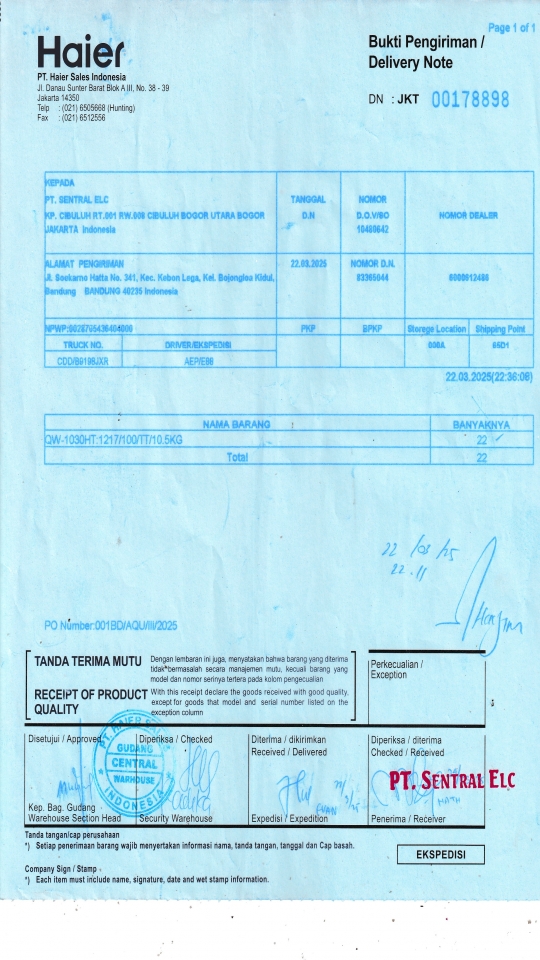 Page 1 of 1
Haier
Bukti Pengiriman /
Delivery Note
PT. Haier Sales Indonesia
Jl. Danau Sunter Barat Blok A III, No. 38 - 39
Jakarta 14350
Telp : (021) 6505668 (Hunting)
Fax : (021) 6512556
DN : JKT 00178898
KEPADA
PT. SENTRAL ELC
KP. CIBULUH RT.001 RW.008 CIBULUH BOGOR UTARA BOGOR
JAKARTA Indonesia
TANGGAL
D.N
NOMOR
D.O.V/SO
10480642
NOMOR DEALER
ALAMAT PENGIRIMAN
Jl. Soekarno Hatta No. 341, Kec. Kebon Lega, Kel. Bojongloa Kidul,
Bandung BANDUNG 40235 Indonesia
22.03.2025
NOMOR D.N.
83365044
8000912488
PKP
BPKP
Storege Location
Shipping Point
TRUCK NO.
DRIVER/EKSPEDISI
CDD/B9198JXR
AEP/E98
22.03.2025(22:36:06)
NAMA BARANG
BANYAKNYA
QW-1030HT:1217/100/TT/10.5KG
22
Total
22
22/03/25
22.11
PO Number:001BD/AQU/III/2025
TANDA TERIMA MUTU
Dengan lembaran ini juga, menyatakan bahwa barang yang diterima
tidak bermasalah secara manajemen mutu, kecuali barang yang
model dan nomor serinya tertera pada kolom pengecualian
RECEIPT OF PRODUCT
QUALITY
With this receipt declare the goods received with good quality,
except for goods that model and serial number listed on the
exception column
Perkecualian /
Exception
Disetujui / Approved
Diperiksa / Checked
Diterima / dikirimkan
Received / Delivered
Diperiksa / diterima
Checked / Received
PT. HAIER SALES
GUDANG
CENTRAL
WARHOUSE
INDONESIA
PT. SENTRAL ELC
Kep. Bag. Gudang
Warehouse Section Head
Security Warehouse
Expedisi / Expedition
Penerima / Receiver
Tanda tangan/cap perusahaan
*) Setiap penerimaan barang wajib menyertakan informasi nama, tanda tangan, tanggal dan Cap basah.
EKSPEDISI
Company Sign / Stamp
*) Each item must include name, signature, date and wet stamp information.